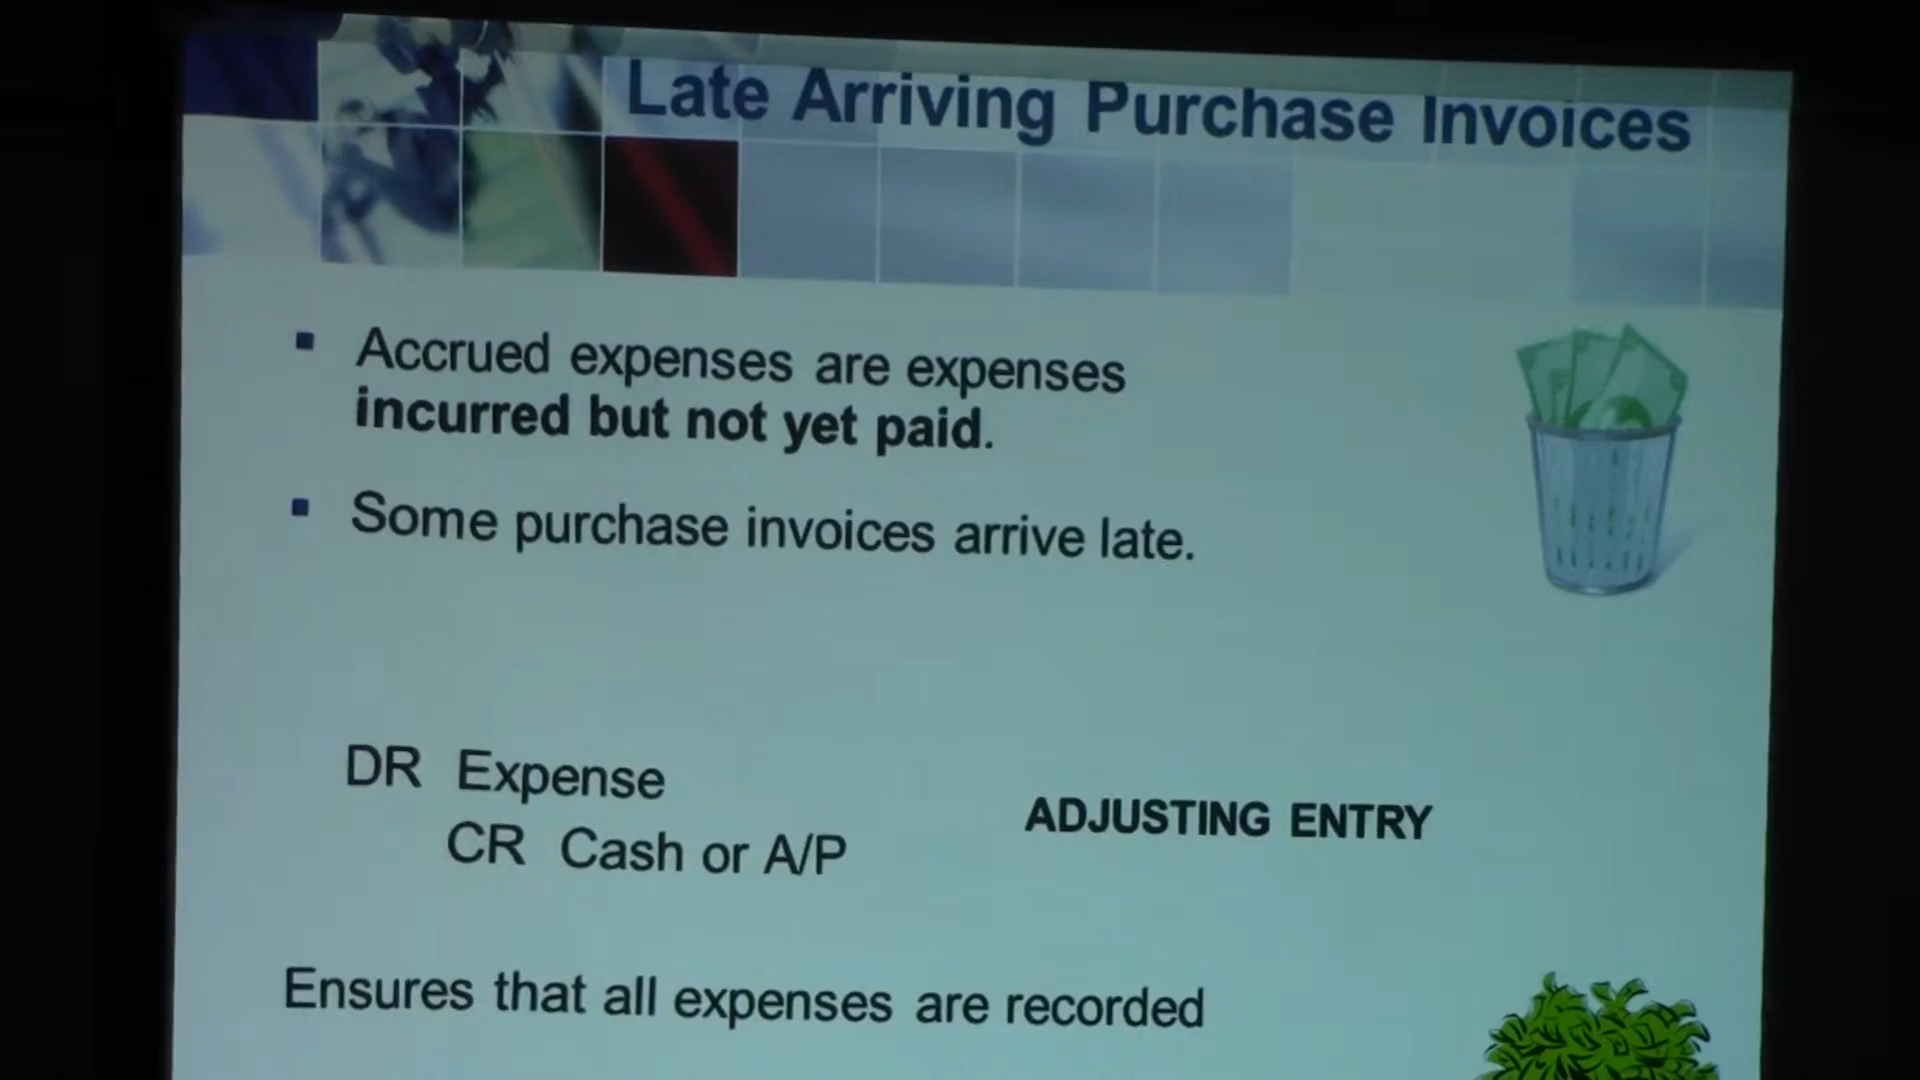 Late Arriving Purchase Invoices
Accrued expenses are expenses
incurred but not yet paid.
Some purchase invoices arrive late.
DR Expense
CR Cash or A/P
ADJUSTING ENTRY
Ensures that all expenses are recorded